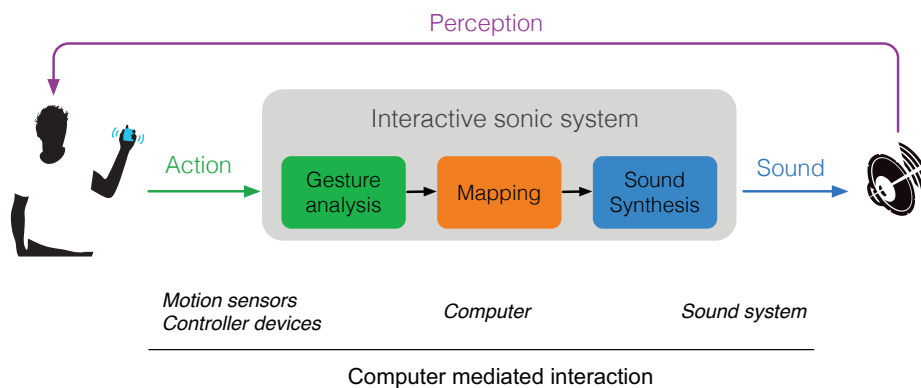 Perception
Interactive sonic system
Action
Gesture
analysis
Mapping
Sound
Synthesis
Sound
Motion sensors
Controller devices
Computer
Sound system
Computer mediated interaction